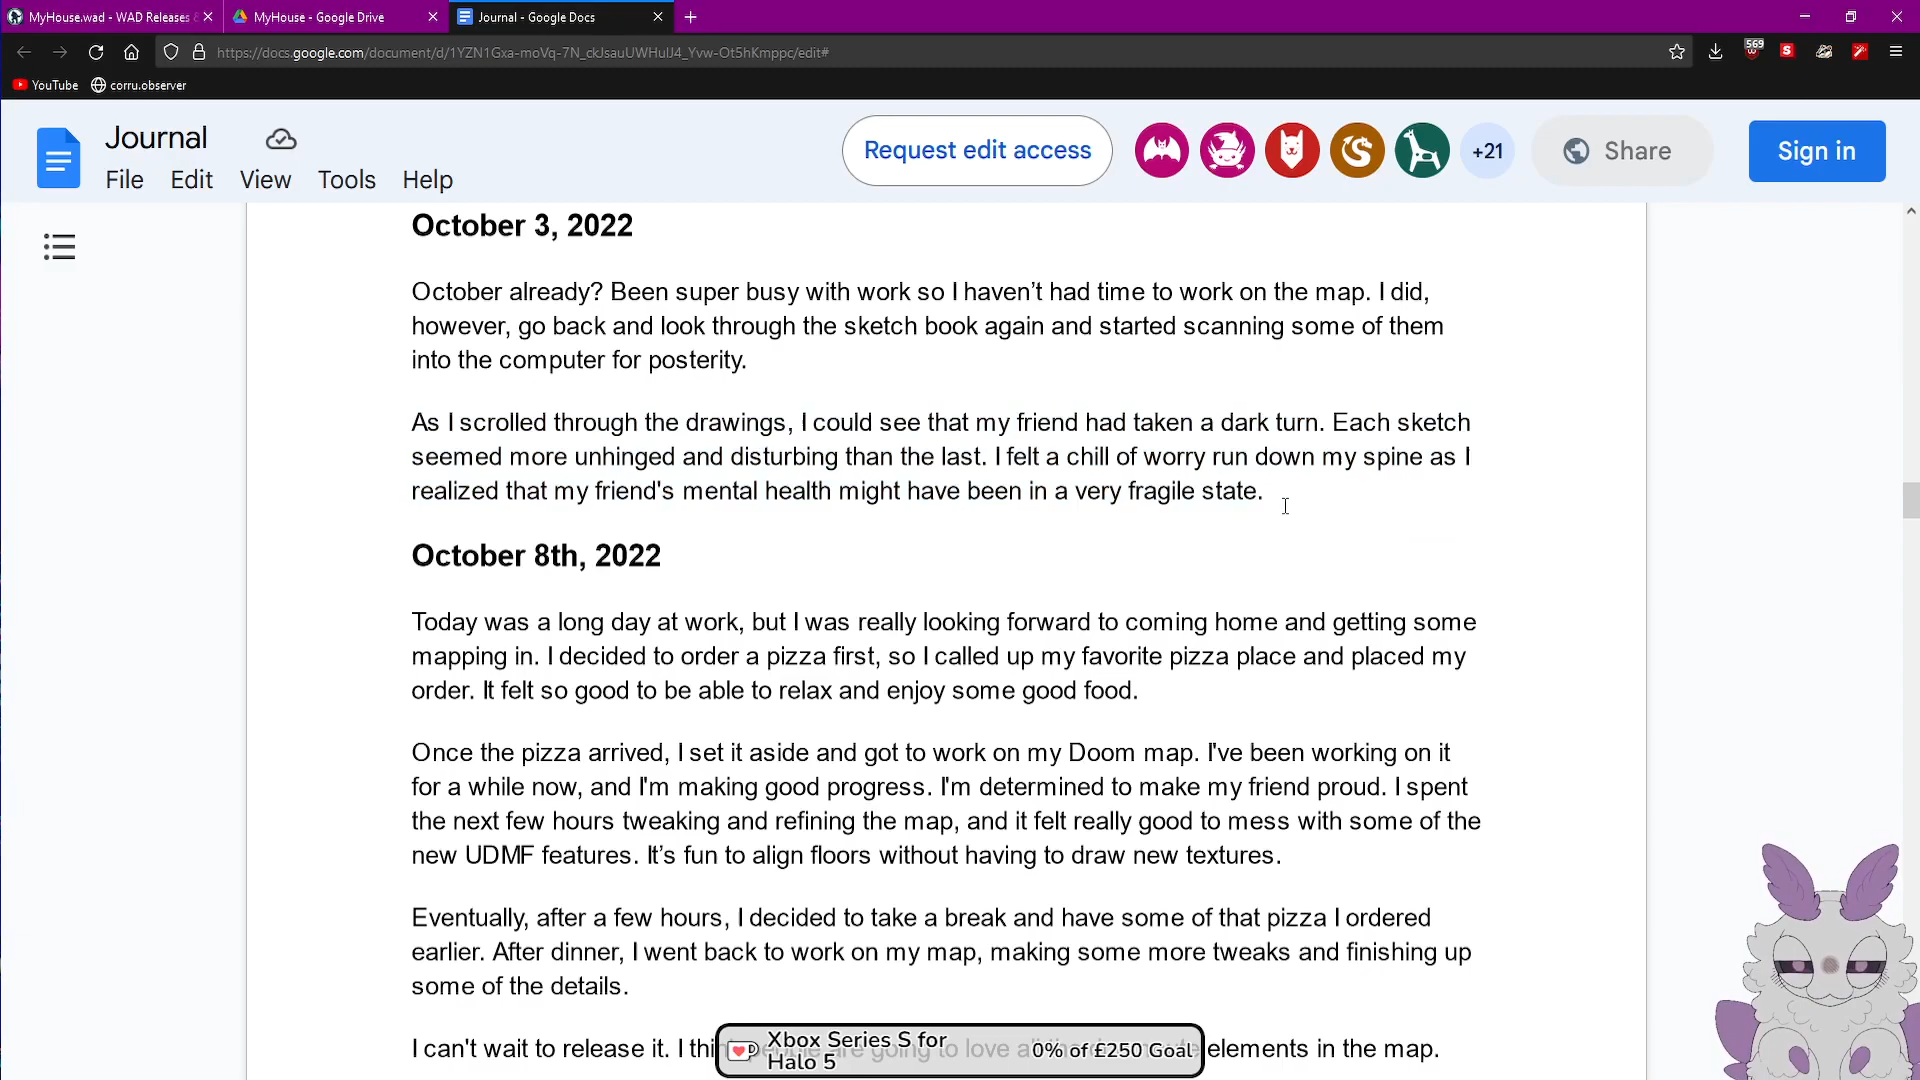 MyHouse.wad - WAD Releases
MyHouse - Google Drive
Journal - Google Docs
https://docs.google.com/document/d/1YZN1Gxa-moVq-7N_ckJsauUWHulJ4_Yvw-Ot5hKmppc/edit#
569
S
YouTube
corru.observer
Journal
File Edit View Tools Help
Request edit access
+21
Share
Sign in
October 3, 2022
October already? Been super busy with work so I haven’t had time to work on the map. I did,
however, go back and look through the sketch book again and started scanning some of them
into the computer for posterity.
As I scrolled through the drawings, I could see that my friend had taken a dark turn. Each sketch
seemed more unhinged and disturbing than the last. I felt a chill of worry run down my spine as I
realized that my friend's mental health might have been in a very fragile state.
October 8th, 2022
Today was a long day at work, but I was really looking forward to coming home and getting some
mapping in. I decided to order a pizza first, so I called up my favorite pizza place and placed my
order. It felt so good to be able to relax and enjoy some good food.
Once the pizza arrived, I set it aside and got to work on my Doom map. I've been working on it
for a while now, and I'm making good progress. I'm determined to make my friend proud. I spent
the next few hours tweaking and refining the map, and it felt really good to mess with some of the
new UDMF features. It’s fun to align floors without having to draw new textures.
Eventually, after a few hours, I decided to take a break and have some of that pizza I ordered
earlier. After dinner, I went back to work on my map, making some more tweaks and finishing up
some of the details.
I can't wait to release it. I think people are going to love all elements in the map.
Xbox Series S for
Halo 5
0% of £250 Goal